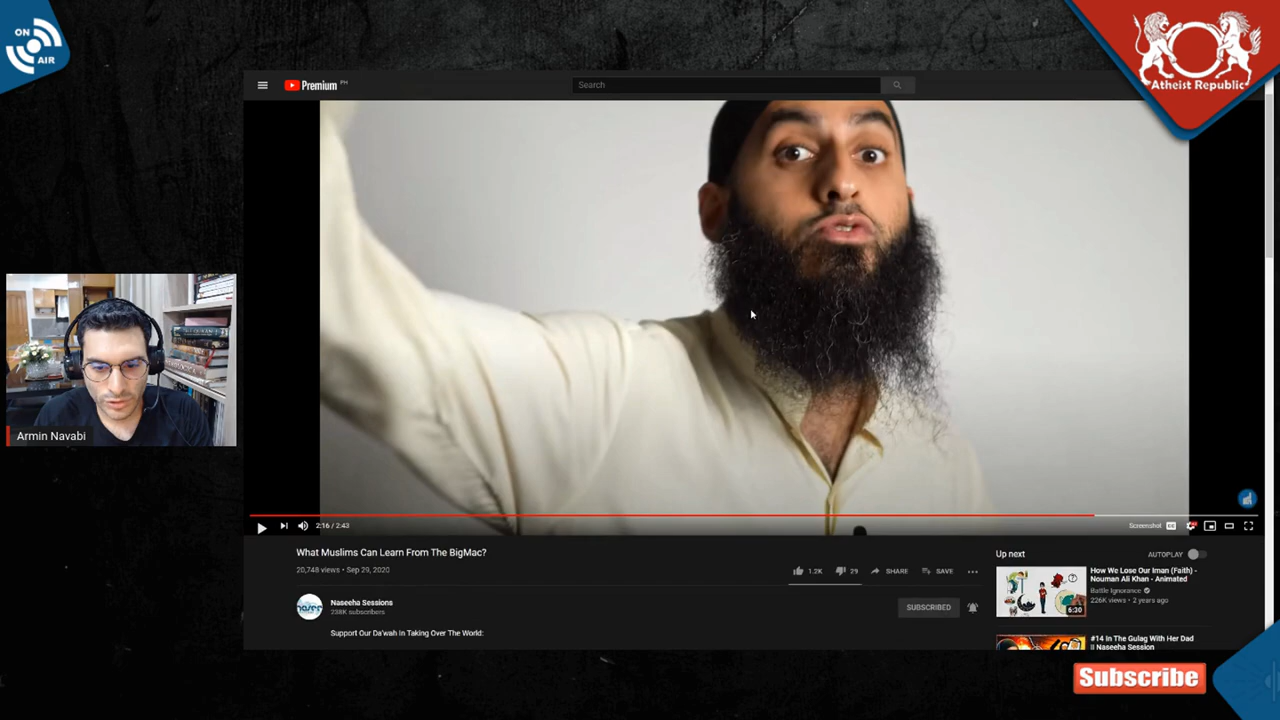 ON
AIR
Atheist Republic
Premium PH
Search
Armin Navabi
2:16 / 2:43
Screenshot
CC
What Muslims Can Learn From The BigMac?
20,748 views • Sep 29, 2020
1.2K
29
SHARE
SAVE
Up next
AUTOPLAY
How We Lose Our Iman (Faith) -
Nouman Ali Khan - Animated
Battle Ignorance
226K views • 2 years ago
6:30
Naseeha Sessions
238K subscribers
SUBSCRIBED
Support Our Da'wah In Taking Over The World:
#14 In The Gulag With Her Dad
|| Naseeha Session
Subscribe